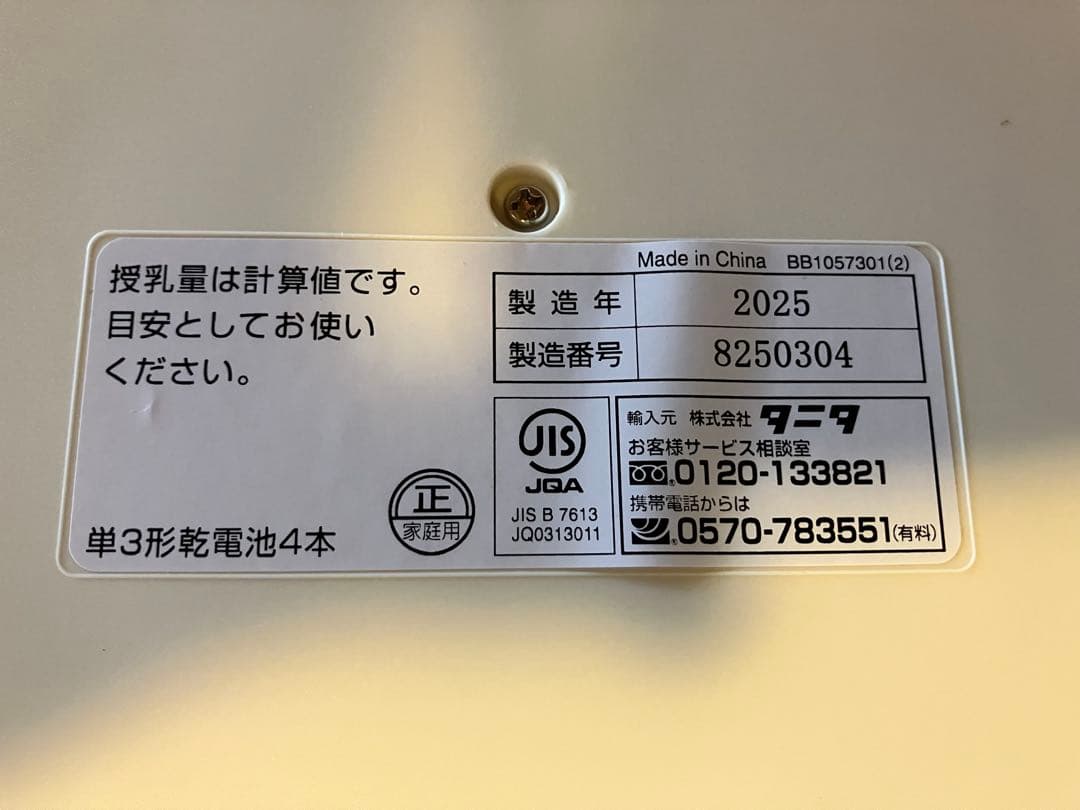 授乳量は計算値です。
目安としてお使い
ください。
単3形乾電池4本
正
家庭用
Made in China BB1057301(2)
製造年 2025
製造番号 8250304
JIS
JQA
JIS B 7613
JQ0313011
輸入元 株式会社 タニタ
お客様サービス相談室
0120-133821
携帯電話からは
0570-783551(有料)